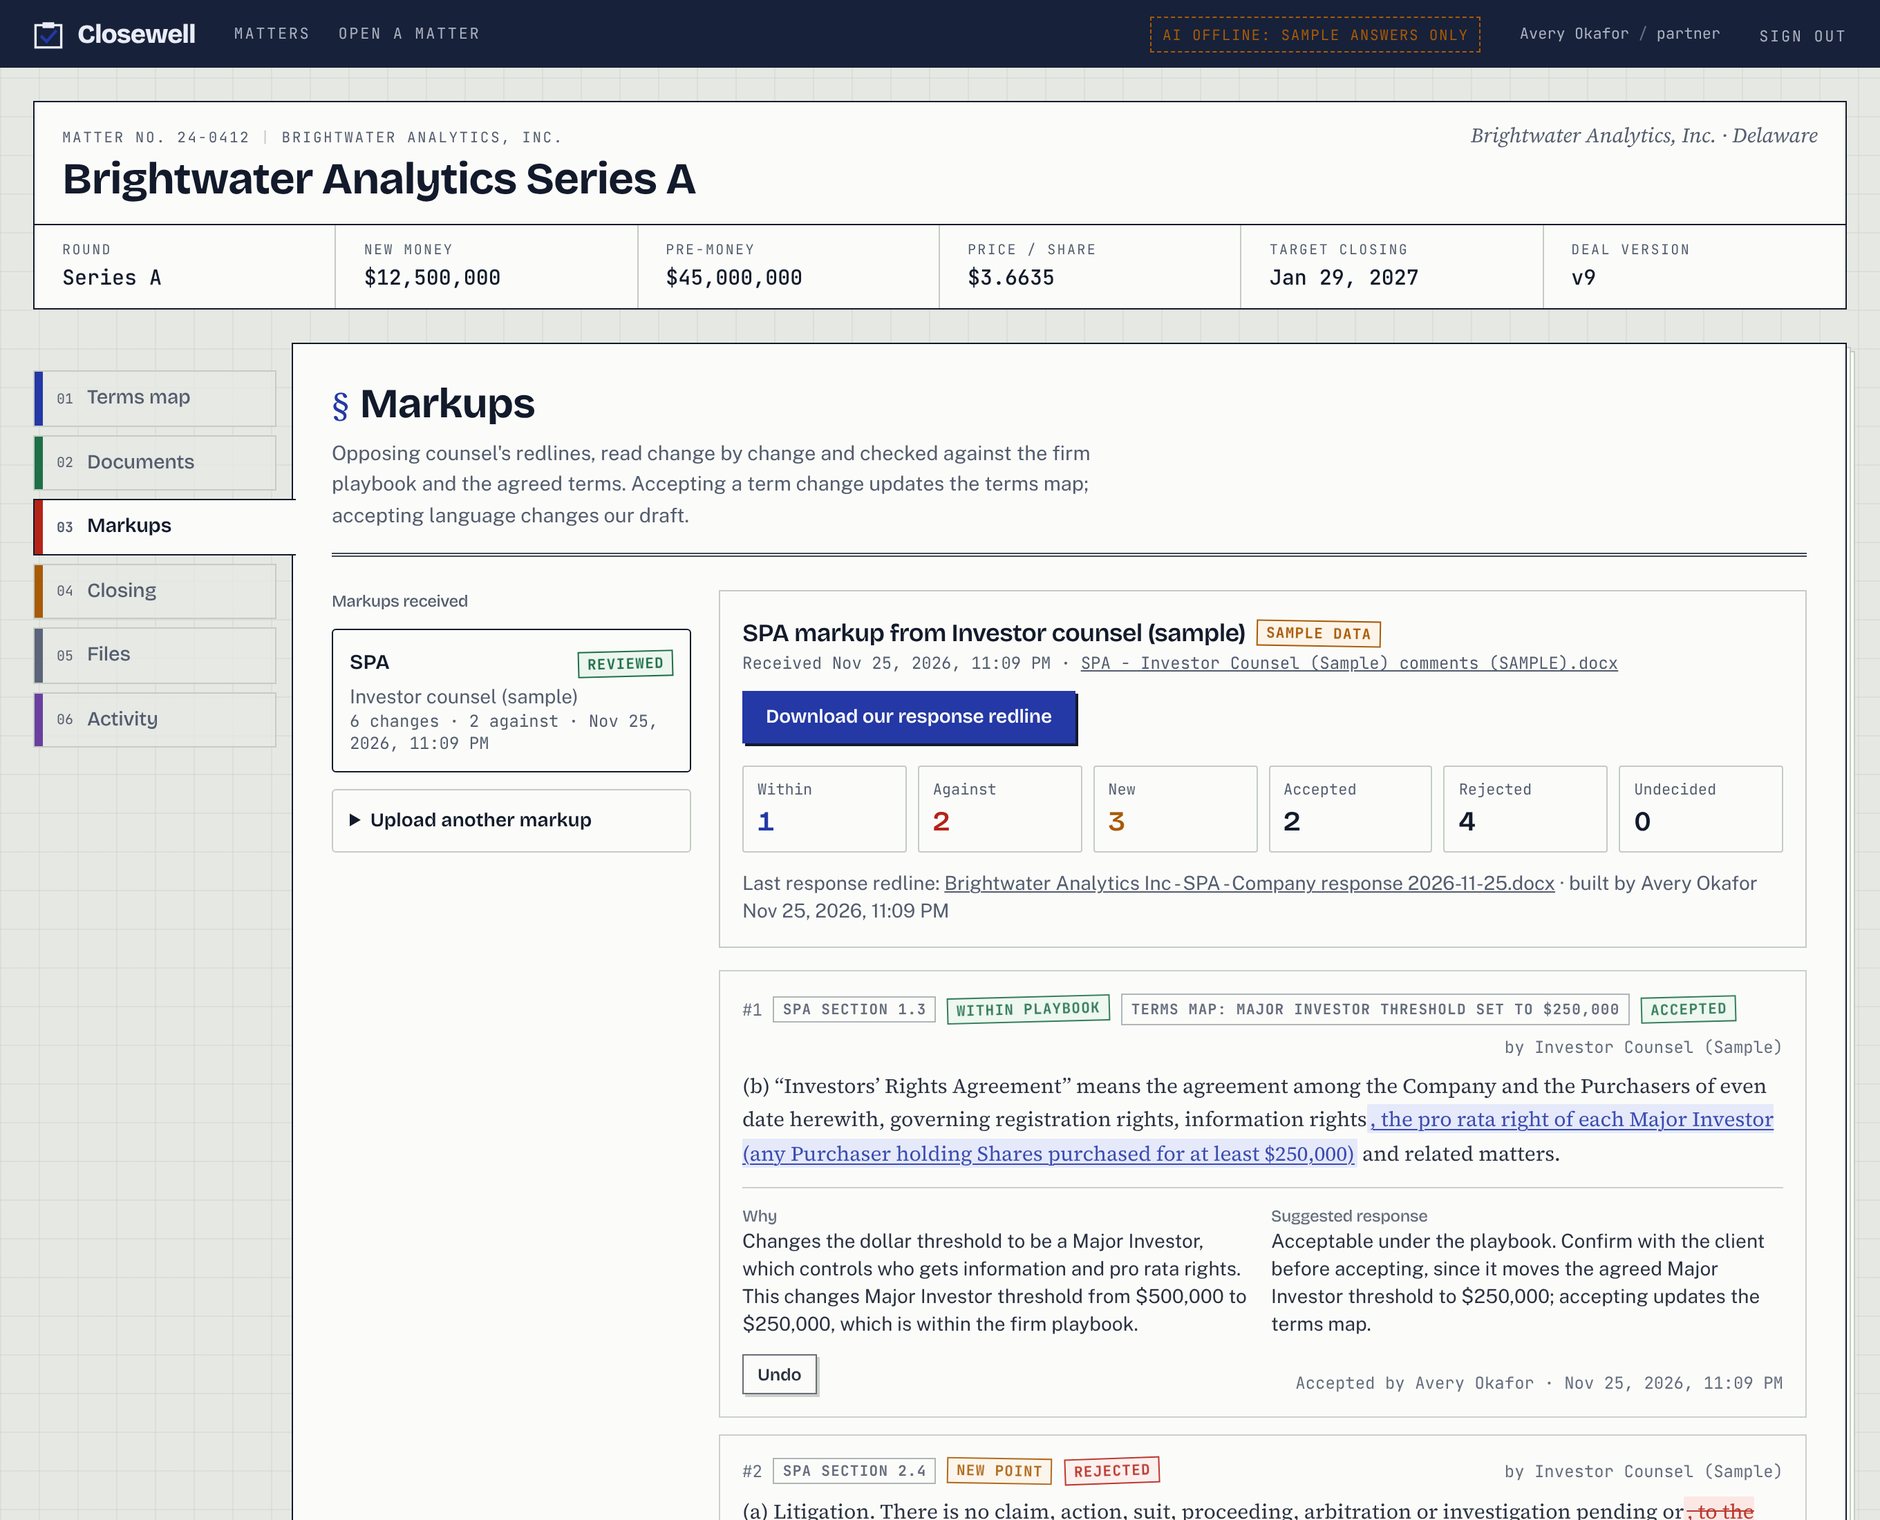 Closewell
MATTERS
OPEN A MATTER
AI OFFLINE: SAMPLE ANSWERS ONLY
Avery Okafor / partner
SIGN OUT
MATTER NO. 24-0412 | BRIGHTWATER ANALYTICS, INC.
Brightwater Analytics, Inc. · Delaware
Brightwater Analytics Series A
ROUND
Series A
NEW MONEY
$12,500,000
PRE-MONEY
$45,000,000
PRICE / SHARE
$3.6635
TARGET CLOSING
Jan 29, 2027
DEAL VERSION
v9
01 Terms map
02 Documents
03 Markups
04 Closing
05 Files
06 Activity
§ Markups
Opposing counsel's redlines, read change by change and checked against the firm
playbook and the agreed terms. Accepting a term change updates the terms map;
accepting language changes our draft.
Markups received
SPA
REVIEWED
Investor counsel (sample)
6 changes · 2 against · Nov 25,
2026, 11:09 PM
▶ Upload another markup
SPA markup from Investor counsel (sample) SAMPLE DATA
Received Nov 25, 2026, 11:09 PM · SPA - Investor Counsel (Sample) comments (SAMPLE).docx
Download our response redline
Within
1
Against
2
New
3
Accepted
2
Rejected
4
Undecided
0
Last response redline: Brightwater Analytics Inc - SPA - Company response 2026-11-25.docx · built by Avery Okafor
Nov 25, 2026, 11:09 PM
#1 SPA SECTION 1.3 WITHIN PLAYBOOK TERMS MAP: MAJOR INVESTOR THRESHOLD SET TO $250,000 ACCEPTED
by Investor Counsel (Sample)
(b) “Investors’ Rights Agreement” means the agreement among the Company and the Purchasers of even
date herewith, governing registration rights, information rights, the pro rata right of each Major Investor
(any Purchaser holding Shares purchased for at least $250,000) and related matters.
Why
Changes the dollar threshold to be a Major Investor,
which controls who gets information and pro rata rights.
This changes Major Investor threshold from $500,000 to
$250,000, which is within the firm playbook.
Suggested response
Acceptable under the playbook. Confirm with the client
before accepting, since it moves the agreed Major
Investor threshold to $250,000; accepting updates the
terms map.
Undo
Accepted by Avery Okafor · Nov 25, 2026, 11:09 PM
#2 SPA SECTION 2.4 NEW POINT REJECTED
by Investor Counsel (Sample)
(a) Litigation. There is no claim, action, suit, proceeding, arbitration or investigation pending or, to the